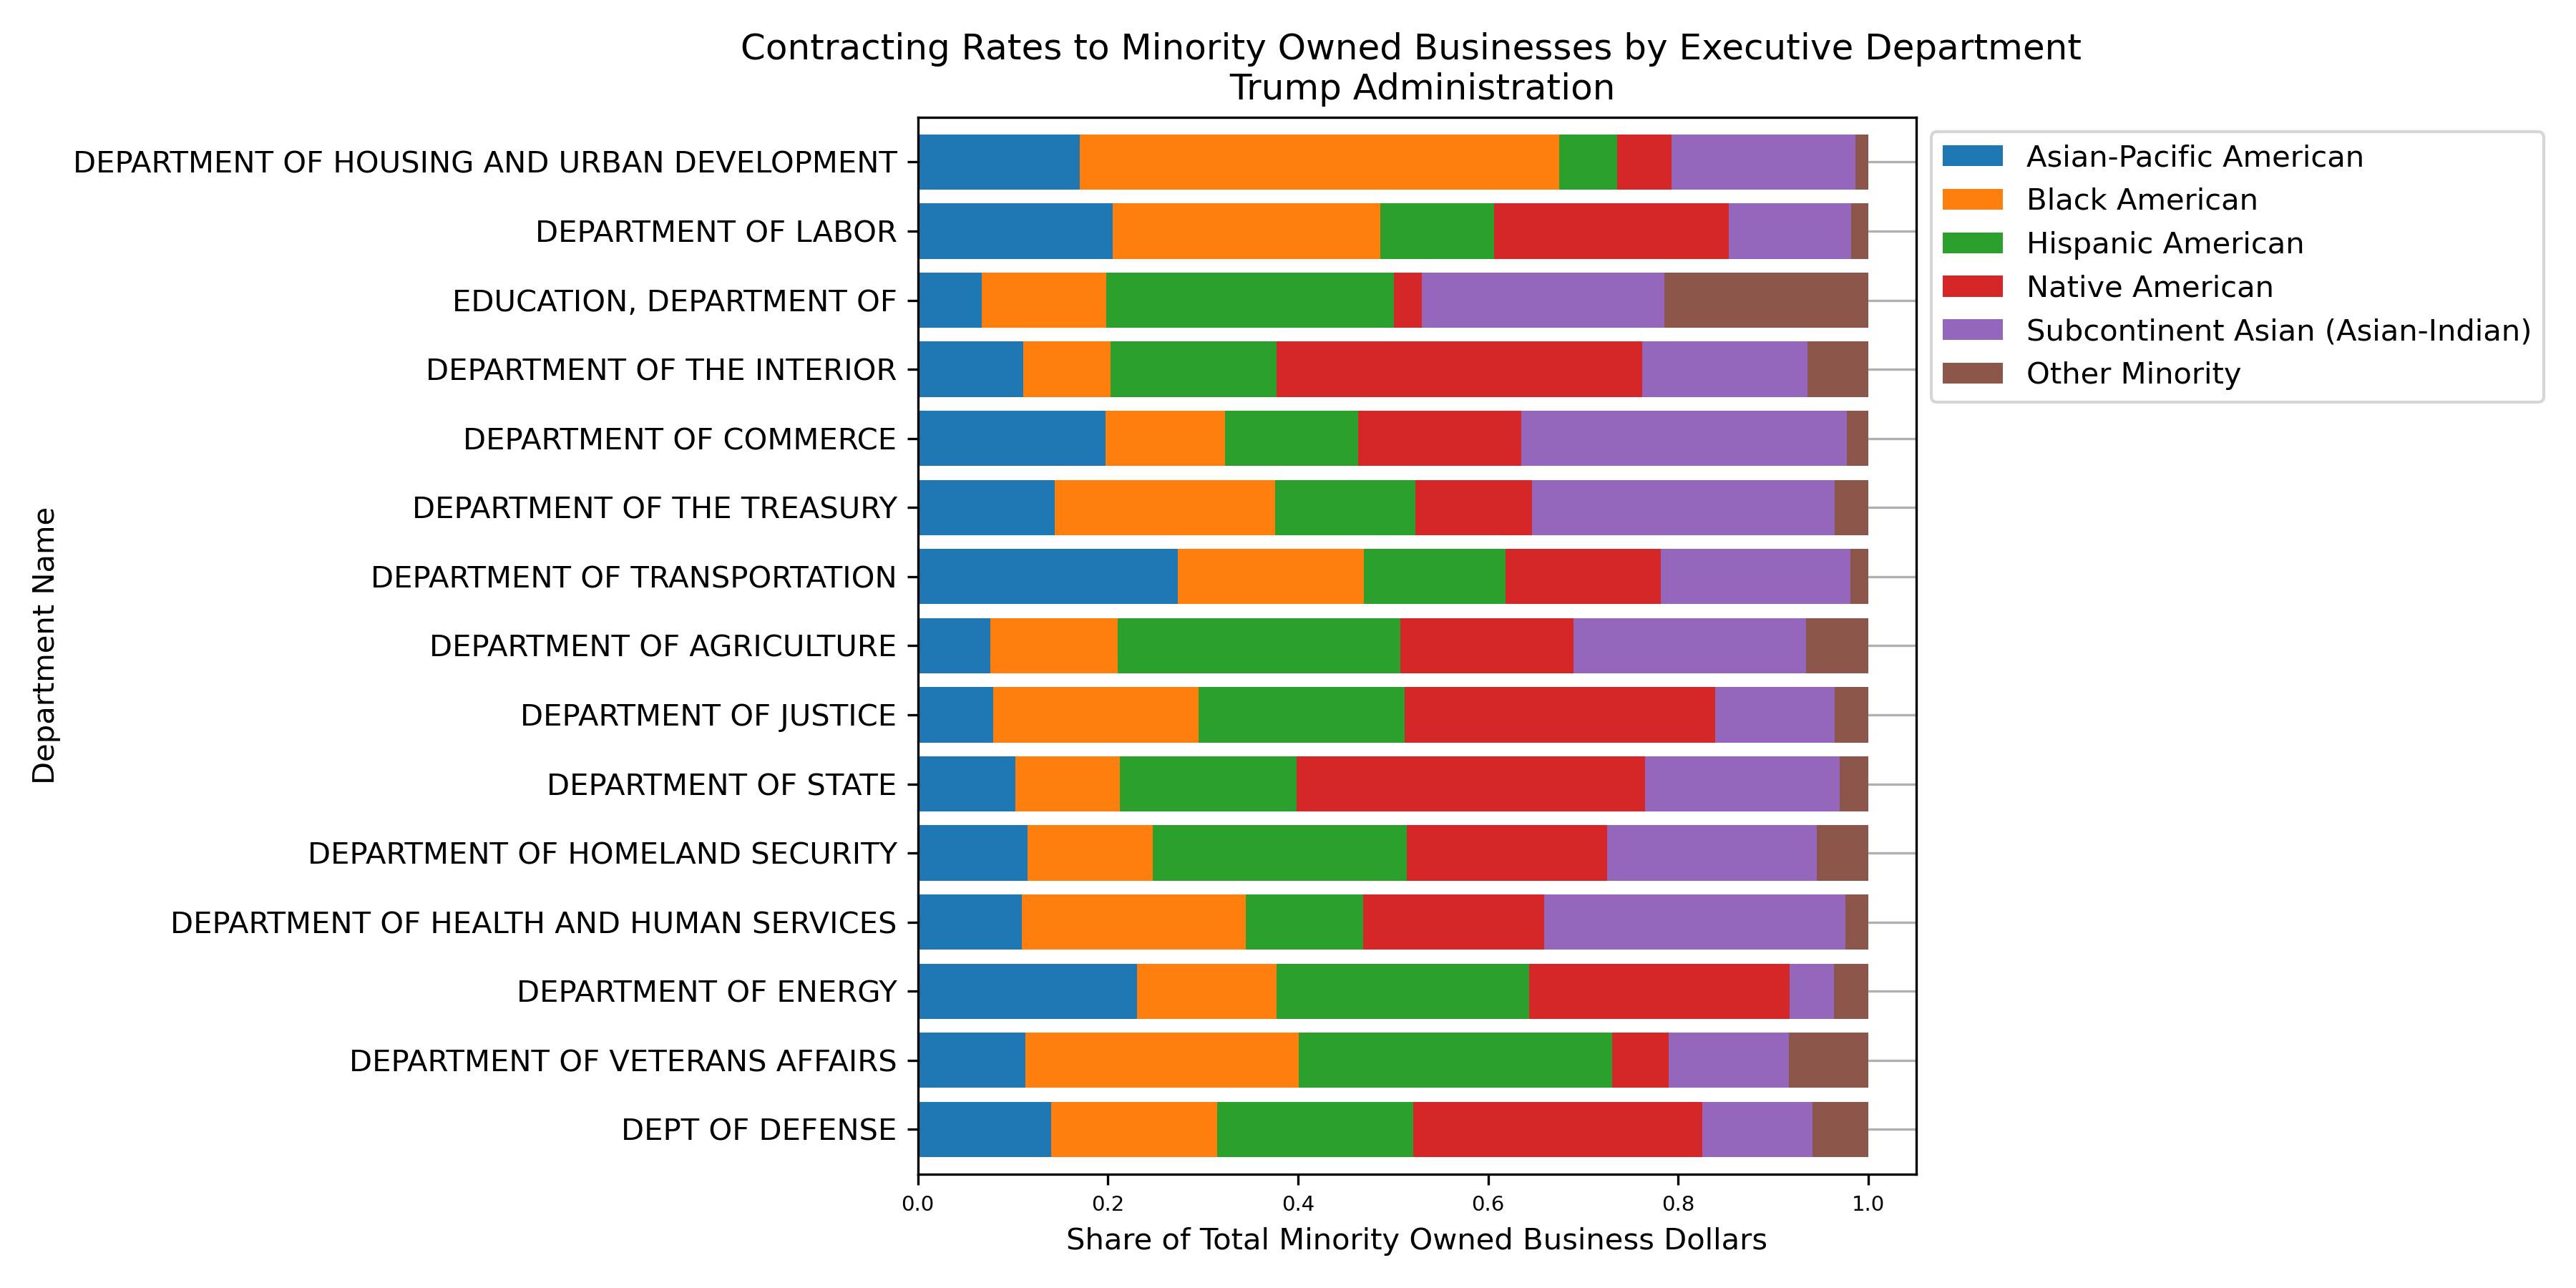 Contracting Rates to Minority Owned Businesses by Executive Department
Trump Administration
DEPARTMENT OF HOUSING AND URBAN DEVELOPMENT
DEPARTMENT OF LABOR
EDUCATION, DEPARTMENT OF
DEPARTMENT OF THE INTERIOR
DEPARTMENT OF COMMERCE
DEPARTMENT OF THE TREASURY
DEPARTMENT OF TRANSPORTATION
DEPARTMENT OF AGRICULTURE
DEPARTMENT OF JUSTICE
DEPARTMENT OF STATE
DEPARTMENT OF HOMELAND SECURITY
DEPARTMENT OF HEALTH AND HUMAN SERVICES
DEPARTMENT OF ENERGY
DEPARTMENT OF VETERANS AFFAIRS
DEPT OF DEFENSE
Department Name
0.0 0.2 0.4 0.6 0.8 1.0
Share of Total Minority Owned Business Dollars
Asian-Pacific American
Black American
Hispanic American
Native American
Subcontinent Asian (Asian-Indian)
Other Minority